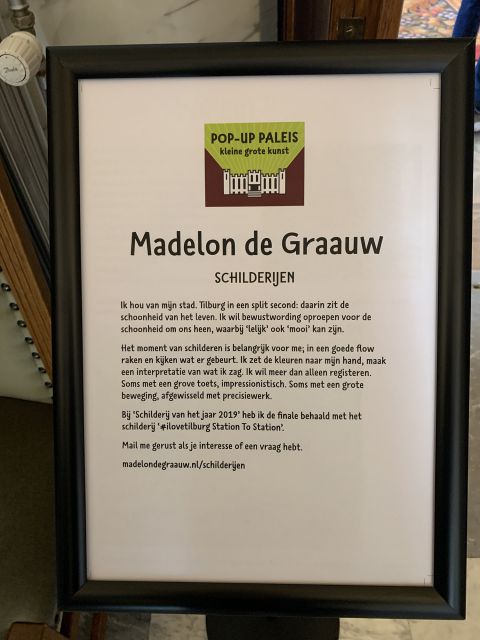 Danfoss
POP-UP PALEIS
kleine grote kunst
Madelon de Graauw
SCHILDERIJEN
Ik hou van mijn stad. Tilburg in een split second: daarin zit de
schoonheid van het leven. Ik wil bewustwording oproepen voor de
schoonheid om ons heen, waarbij ‘lelijk’ ook ‘mooi’ kan zijn.
Het moment van schilderen is belangrijk voor me; in een goede flow
raken en kijken wat er gebeurt. Ik zet de kleuren naar mijn hand, maak
een interpretatie van wat ik zag. Ik wil meer dan alleen registeren.
Soms met een grove toets, impressionistisch. Soms met een grote
beweging, afgewisseld met precisiewerk.
Bij ‘Schilderij van het jaar 2019’ heb ik de finale behaald met het
schilderij ‘#ilovetilburg Station To Station’.
Mail me gerust als je interesse of een vraag hebt.
madelondegraauw.nl/schilderijen